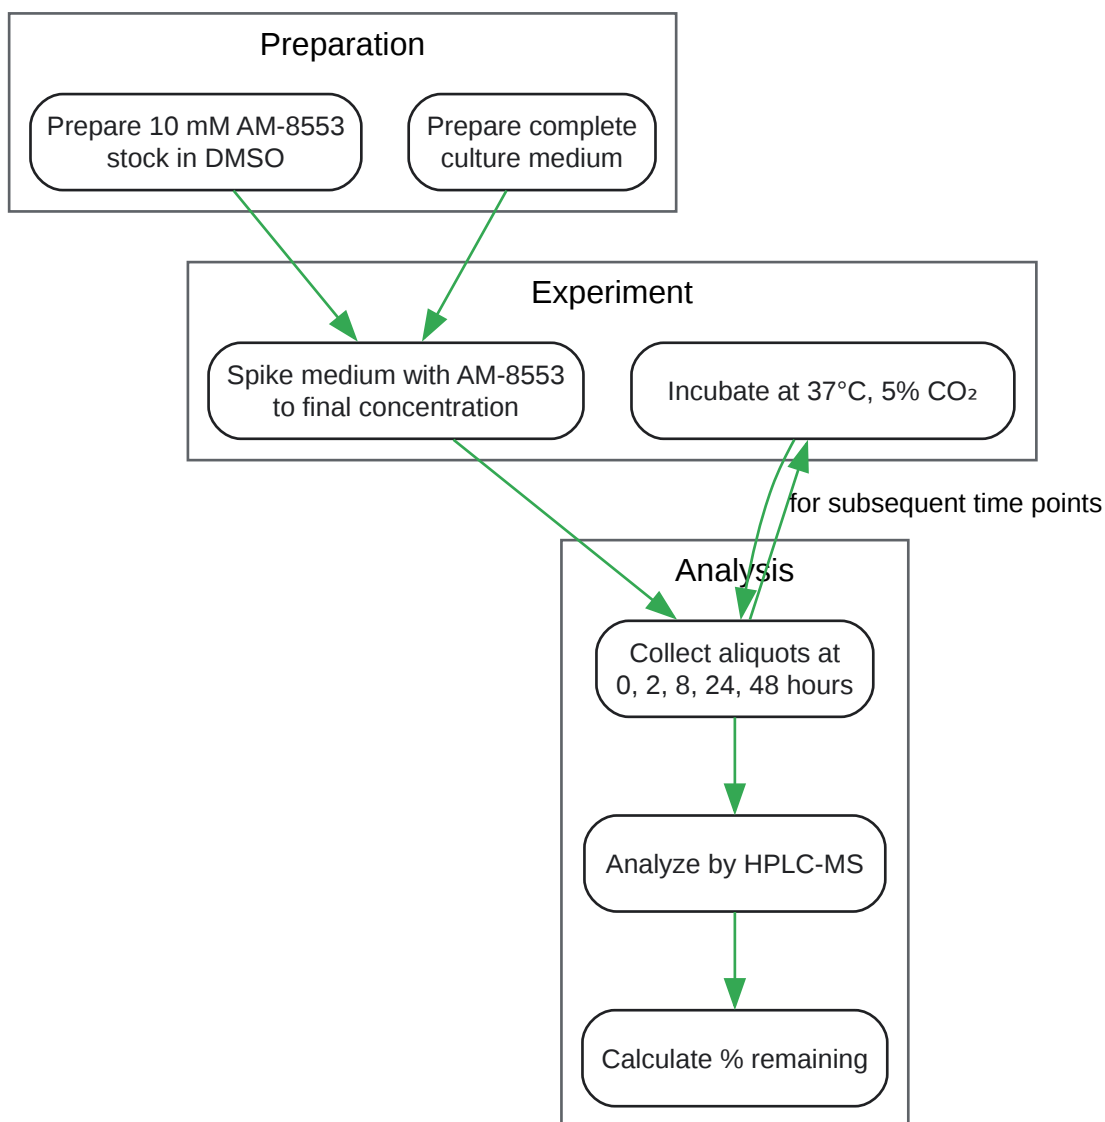 Preparation
Prepare 10 mM AM-8553
stock in DMSO
Prepare complete
culture medium
Experiment
Spike medium with AM-8553
to final concentration
Incubate at 37°C, 5% CO₂
for subsequent time points
Analysis
Collect aliquots at
0, 2, 8, 24, 48 hours
Analyze by HPLC-MS
Calculate % remaining